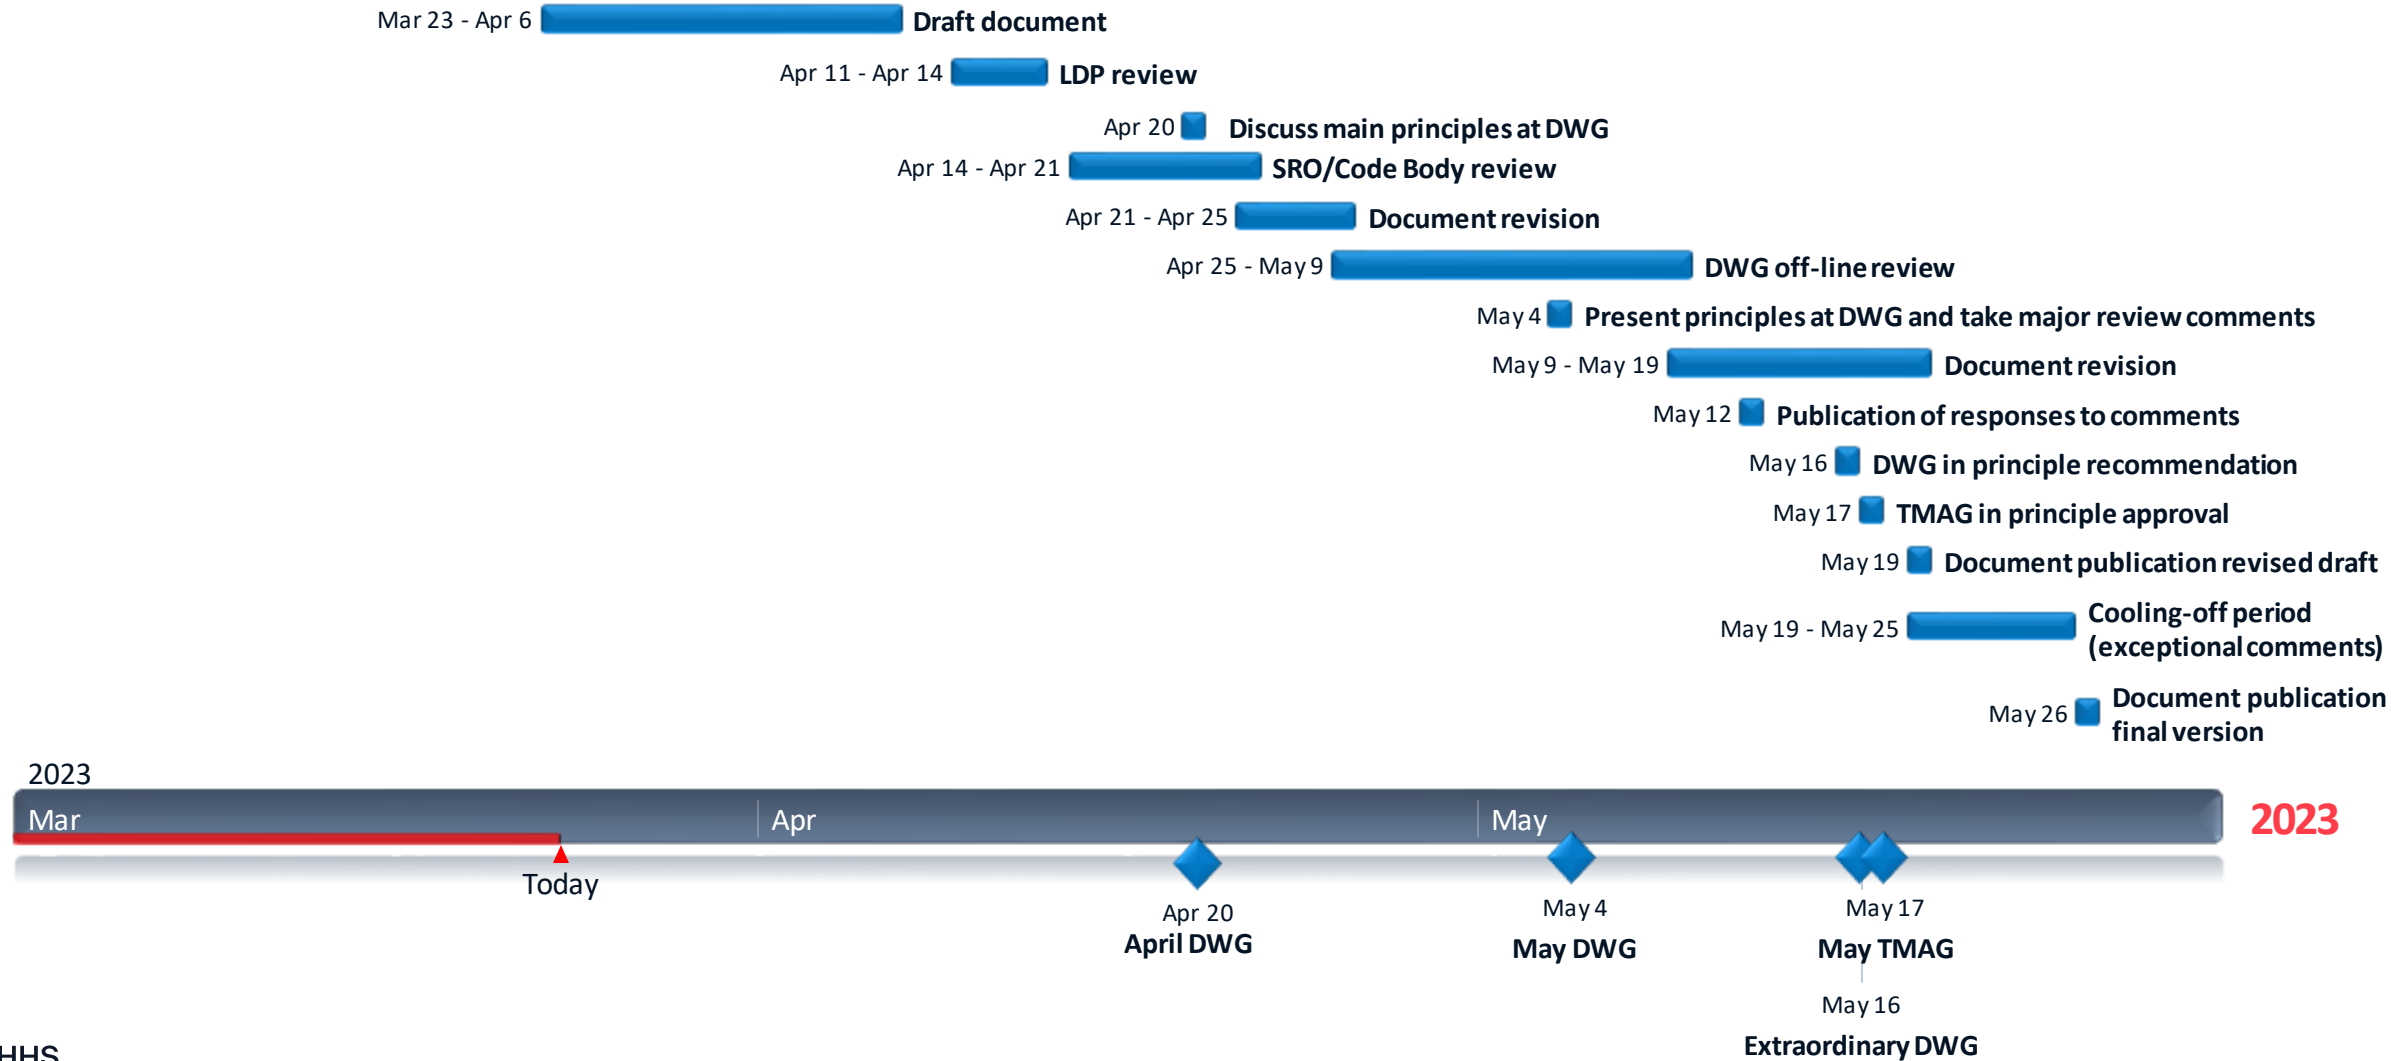 Mar 23 - Apr 6 Draft document
Apr 11 - Apr 14 LDP review
Apr 20 Discuss main principles at DWG
Apr 14 - Apr 21 SRO/Code Body review
Apr 21 - Apr 25 Document revision
Apr 25 - May 9 DWG off-line review
May 4 Present principles at DWG and take major review comments
May 9 - May 19 Document revision
May 12 Publication of responses to comments
May 16 DWG in principle recommendation
May 17 TMAG in principle approval
May 19 Document publication revised draft
May 19 - May 25 Cooling-off period
(exceptional comments)
May 26 Document publication
final version
2023
Mar Apr May 2023
Today
Apr 20 May 4 May 17
April DWG May DWG May TMAG
May 16
Extraordinary DWG